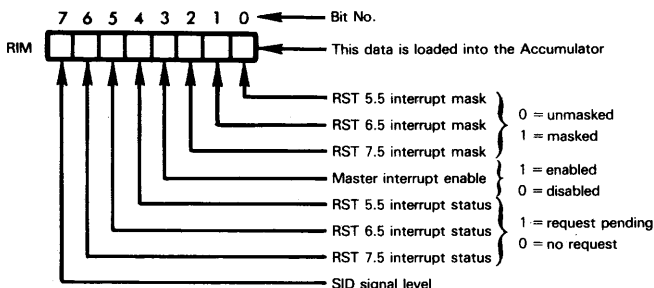 7 6 5 4 3 2 1 0 Bit No.
RIM This data is loaded into the Accumulator
RST 5.5 interrupt mask
RST 6.5 interrupt mask
RST 7.5 interrupt mask
0 = unmasked
1 = masked
Master interrupt enable
1 = enabled
0 = disabled
RST 5.5 interrupt status
RST 6.5 interrupt status
RST 7.5 interrupt status
1 = request pending
0 = no request
SID signal level